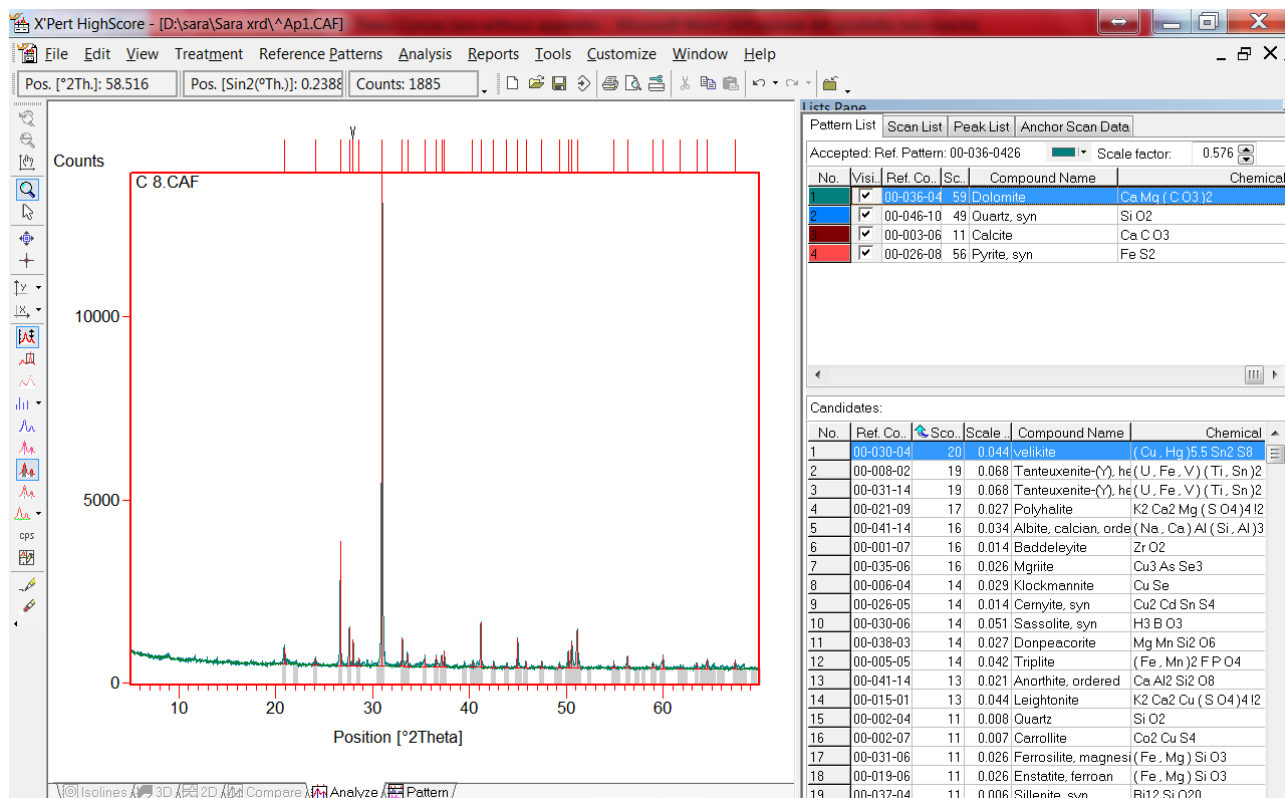 X'Pert HighScore - [D:\sara\Sara xrd\^Ap1.CAF]
File Edit View Treatment Reference Patterns Analysis Reports Tools Customize Window Help
Pos. [°2Th.]: 58.516 Pos. [Sin2(ºTh.)]: 0.2388 Counts: 1885
Lists Pane
Pattern List Scan List Peak List Anchor Scan Data
Accepted: Ref. Pattern: 00-036-0426 Scale factor: 0.576
No. Visi.. Ref. Co.. Sc.. Compound Name Chemical
1 00-036-04 59 Dolomite Ca Mg ( C O3 )2
2 00-046-10 49 Quartz, syn Si O2
3 00-003-06 11 Calcite Ca C O3
4 00-026-08 56 Pyrite, syn Fe S2
Counts
C 8.CAF
10000
5000
0
10 20 30 40 50 60
Position [°2Theta]
cps
Candidates:
No. Ref. Co.. Sco.. Scale .. Compound Name Chemical
1 00-030-04 20 0.044 velikite ( Cu , Hg )5.5 Sn2 S8
2 00-008-02 19 0.068 Tanteuxenite-(Y), he ( U , Fe , V ) ( Ti , Sn )2
3 00-031-14 19 0.068 Tanteuxenite-(Y), he ( U , Fe , V ) ( Ti , Sn )2
4 00-021-09 17 0.027 Polyhalite K2 Ca2 Mg ( S O4 )4 !2
5 00-041-14 16 0.034 Albite, calcian, orde ( Na , Ca ) Al ( Si , Al )3
6 00-001-07 16 0.014 Baddeleyite Zr O2
7 00-035-06 16 0.026 Mgriite Cu3 As Se3
8 00-006-04 14 0.029 Klockmannite Cu Se
9 00-026-05 14 0.014 Cernyite, syn Cu2 Cd Sn S4
10 00-030-06 14 0.051 Sassolite, syn H3 B O3
11 00-038-03 14 0.027 Donpeacorite Mg Mn Si2 O6
12 00-005-05 14 0.042 Triplite ( Fe , Mn )2 F P O4
13 00-041-14 13 0.021 Anorthite, ordered Ca Al2 Si2 O8
14 00-015-01 13 0.044 Leightonite K2 Ca2 Cu ( S O4 )4 !2
15 00-002-04 11 0.008 Quartz Si O2
16 00-002-07 11 0.007 Carrollite Co2 Cu S4
17 00-031-06 11 0.026 Ferrosilite, magnesi ( Fe , Mg ) Si O3
18 00-019-06 11 0.026 Enstatite, ferroan ( Fe , Mg ) Si O3
19 00-037-04 11 0.006 Sillenite, syn Bi12 Si O20
Isolines 3D 2D Compare Analyze Pattern